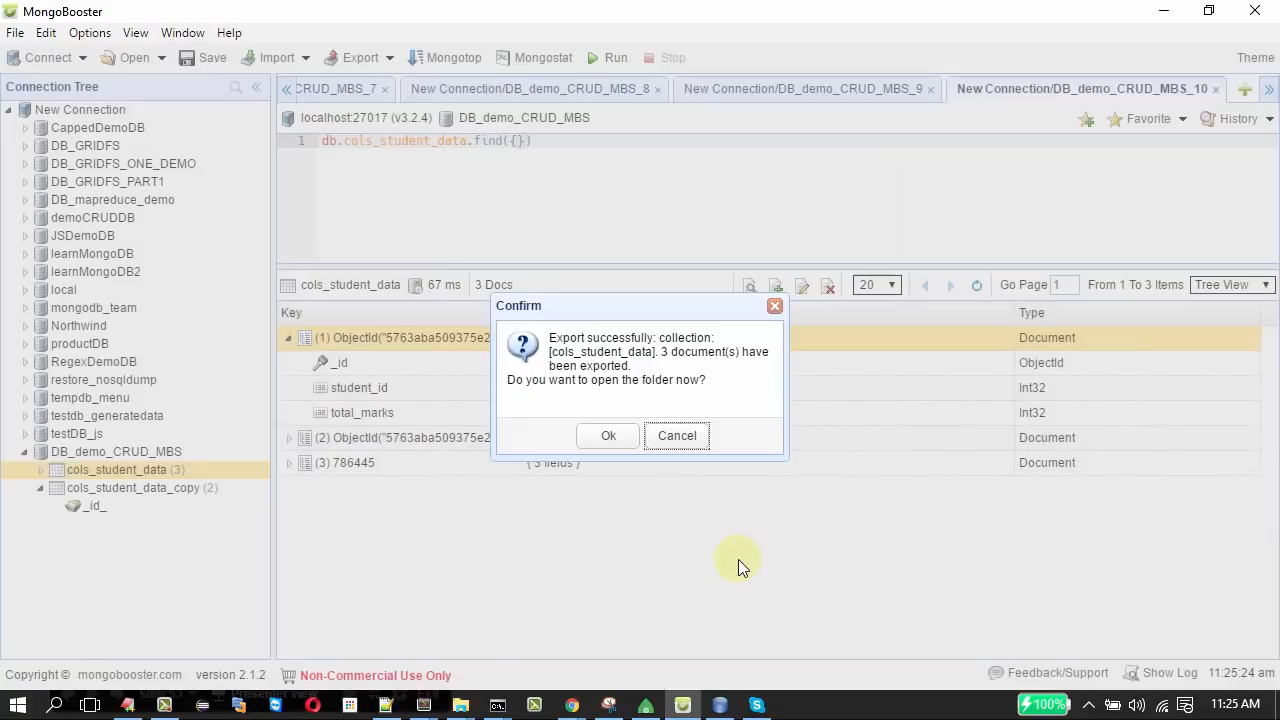 MongoBooster
File Edit Options View Window Help
Connect Open Save Import Export Mongotop Mongostat Run Stop Theme
Connection Tree
CRUD_MBS_7 New Connection/DB_demo_CRUD_MBS_8 New Connection/DB_demo_CRUD_MBS_9 New Connection/DB_demo_CRUD_MBS_10
localhost:27017 (v3.2.4) DB_demo_CRUD_MBS Favorite History
1 db.cols_student_data.find({})
New Connection
CappedDemoDB
DB_GRIDFS
DB_GRIDFS_ONE_DEMO
DB_GRIDFS_PART1
DB_mapreduce_demo
demoCRUDDB
JSDemoDB
learnMongoDB
learnMongoDB2
local
mongodb_team
Northwind
productDB
RegexDemoDB
restore_nosqldump
tempdb_menu
testdb_generatedata
testDB_js
DB_demo_CRUD_MBS
cols_student_data (3)
cols_student_data_copy (2)
_id_
cols_student_data 67 ms 3 Docs 20 Go Page 1 From 1 To 3 Items Tree View
Key Type
(1) ObjectId("5763aba509375e2 Document
_id ObjectId
student_id Int32
total_marks Int32
(2) ObjectId("5763aba509375e2 Document
(3) 786445 { 3 fields } Document
Confirm
Export successfully: collection:
[cols_student_data]. 3 document(s) have
been exported.
Do you want to open the folder now?
Ok Cancel
Copyright © mongobooster.com version 2.1.2 Non-Commercial Use Only Feedback/Support Show Log 11:25:24 am
100% 11:25 AM